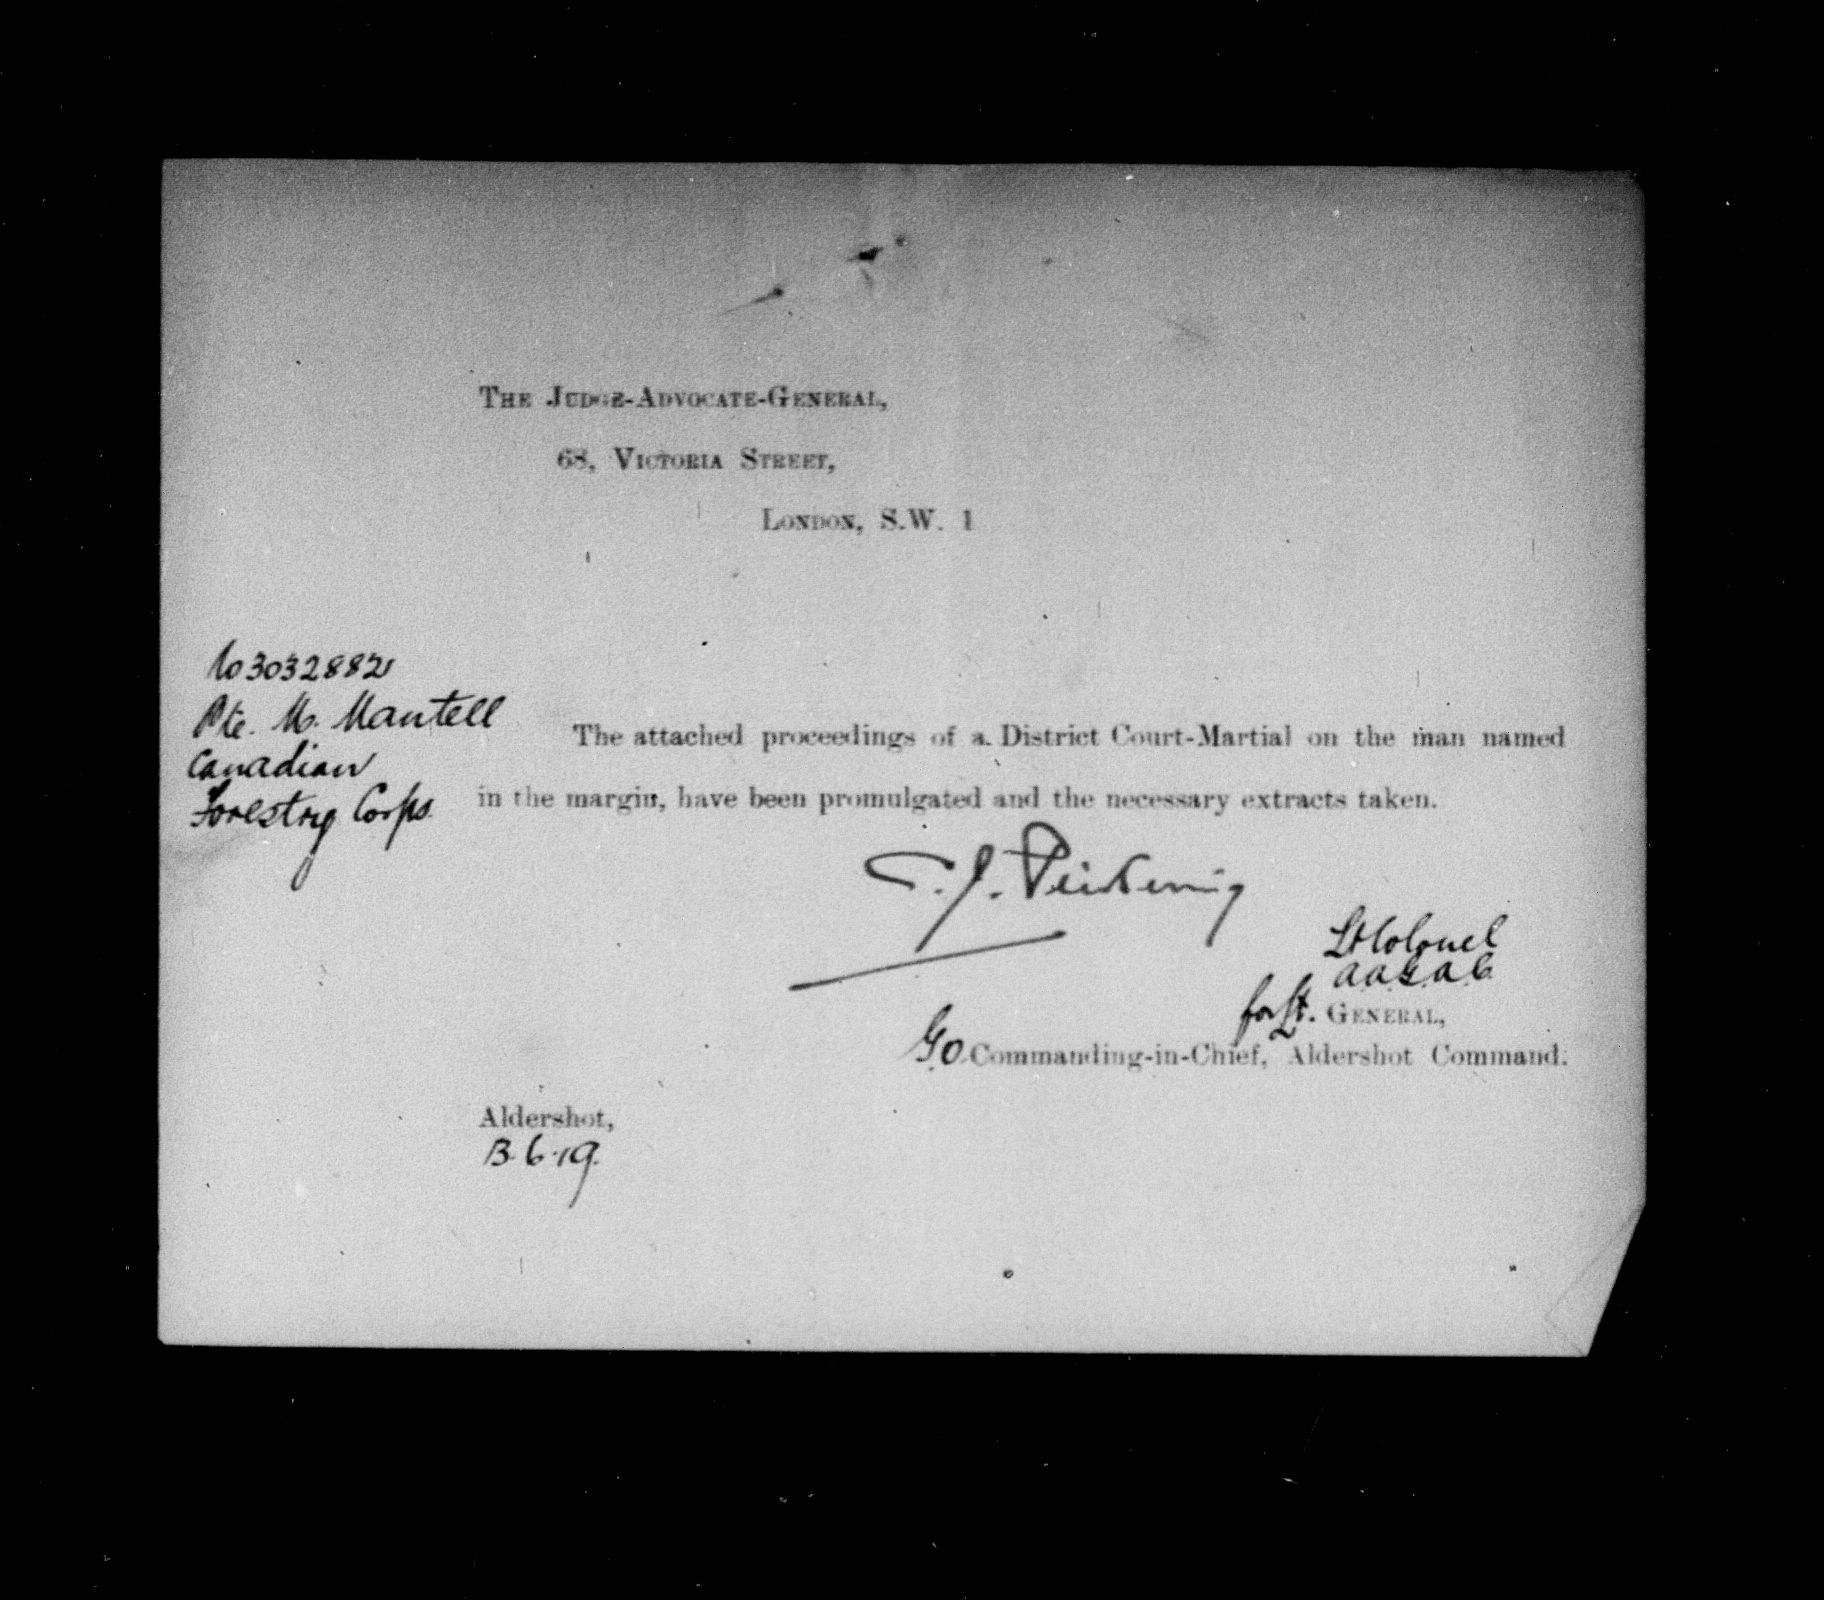 THE JUDGE-ADVOCATE-GENERAL,
68, VICTORIA STREET,
LONDON, S.W. 1
No 3032882
Pte. M. Mantell
Canadian
Forestry Corps.
The attached proceedings of a District Court-Martial on the man named
in the margin, have been promulgated and the necessary extracts taken.
Lt Colonel
for Lt. GENERAL,
G.O. Commanding-in-Chief, Aldershot Command.
Aldershot,
13.6.19.